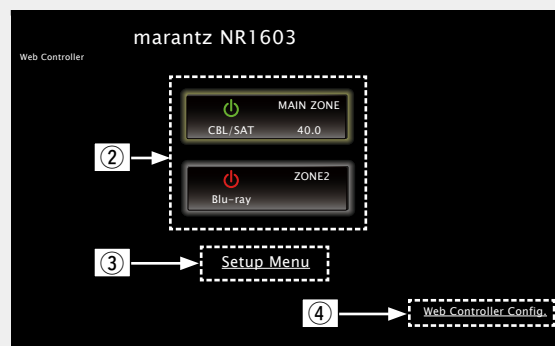 marantz NR1603
Web Controller
MAIN ZONE
CBL/SAT 40.0
② ZONE2
Blu-ray
③ Setup Menu
④ Web Controller Config.